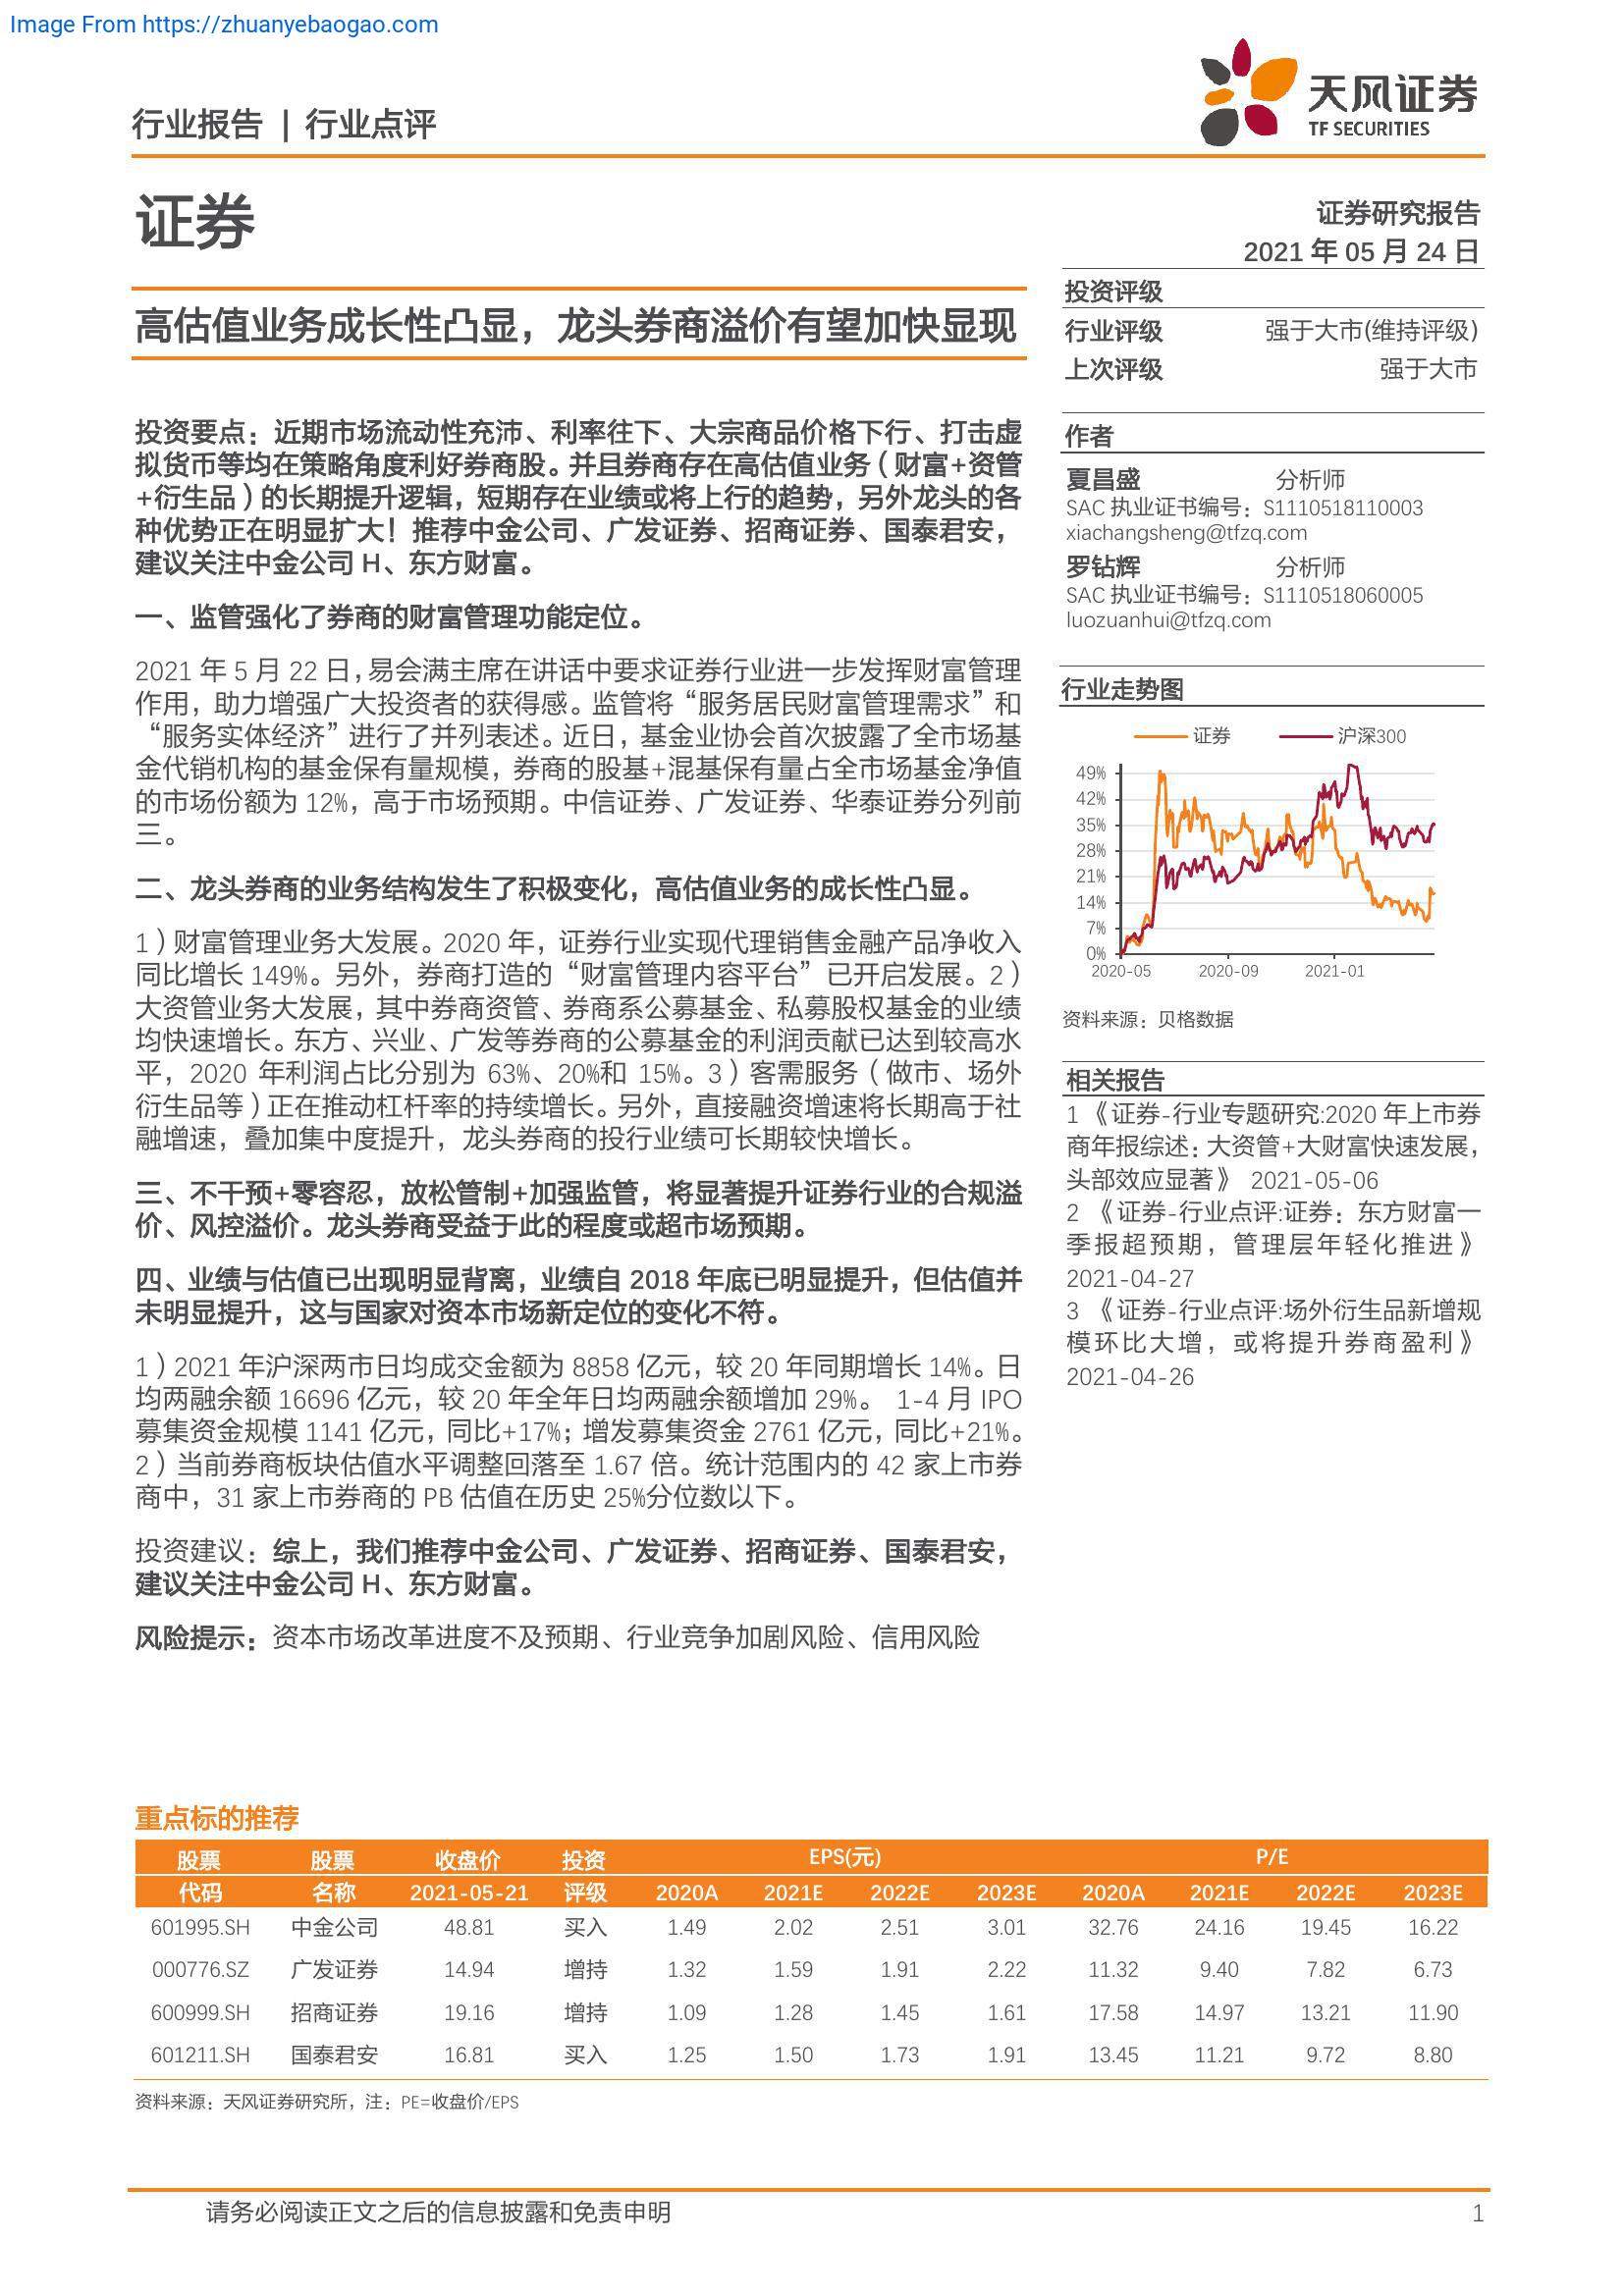 Image From https://zhuanyebaogao.com
行业报告 | 行业点评
天风证券
TF SECURITIES
证券
证券研究报告
2021 年 05 月 24 日
高估值业务成长性凸显，龙头券商溢价有望加快显现
投资评级
行业评级 强于大市(维持评级)
上次评级 强于大市
投资要点：近期市场流动性充沛、利率往下、大宗商品价格下行、打击虚
拟货币等均在策略角度利好券商股。并且券商存在高估值业务（财富+资管
+衍生品）的长期提升逻辑，短期存在业绩或将上行的趋势，另外龙头的各
种优势正在明显扩大！推荐中金公司、广发证券、招商证券、国泰君安，
建议关注中金公司 H、东方财富。
一、监管强化了券商的财富管理功能定位。
2021 年 5 月 22 日，易会满主席在讲话中要求证券行业进一步发挥财富管理
作用，助力增强广大投资者的获得感。监管将“服务居民财富管理需求”和
“服务实体经济”进行了并列表述。近日，基金业协会首次披露了全市场基
金代销机构的基金保有量规模，券商的股基+混基保有量占全市场基金净值
的市场份额为 12%，高于市场预期。中信证券、广发证券、华泰证券分列前
三。
二、龙头券商的业务结构发生了积极变化，高估值业务的成长性凸显。
1）财富管理业务大发展。2020 年，证券行业实现代理销售金融产品净收入
同比增长 149%。另外，券商打造的“财富管理内容平台”已开启发展。2）
大资管业务大发展，其中券商资管、券商系公募基金、私募股权基金的业绩
均快速增长。东方、兴业、广发等券商的公募基金的利润贡献已达到较高水
平，2020 年利润占比分别为 63%、20%和 15%。3）客需服务（做市、场外
衍生品等）正在推动杠杆率的持续增长。另外，直接融资增速将长期高于社
融增速，叠加集中度提升，龙头券商的投行业绩可长期较快增长。
三、不干预+零容忍，放松管制+加强监管，将显著提升证券行业的合规溢
价、风控溢价。龙头券商受益于此的程度或超市场预期。
四、业绩与估值已出现明显背离，业绩自 2018 年底已明显提升，但估值并
未明显提升，这与国家对资本市场新定位的变化不符。
1）2021 年沪深两市日均成交金额为 8858 亿元，较 20 年同期增长 14%。日
均两融余额 16696 亿元，较 20 年全年日均两融余额增加 29%。 1-4 月 IPO
募集资金规模 1141 亿元，同比+17%；增发募集资金 2761 亿元，同比+21%。
2）当前券商板块估值水平调整回落至 1.67 倍。统计范围内的 42 家上市券
商中，31 家上市券商的 PB 估值在历史 25%分位数以下。
投资建议：综上，我们推荐中金公司、广发证券、招商证券、国泰君安，
建议关注中金公司 H、东方财富。
风险提示：资本市场改革进度不及预期、行业竞争加剧风险、信用风险
作者
夏昌盛 分析师
SAC 执业证书编号：S1110518110003
xiachangsheng@tfzq.com
罗钻辉 分析师
SAC 执业证书编号：S1110518060005
luozuanhui@tfzq.com
行业走势图
证券 沪深300
49%
42%
35%
28%
21%
14%
7%
0%
2020-05 2020-09 2021-01
资料来源：贝格数据
相关报告
1 《证券-行业专题研究:2020 年上市券
商年报综述：大资管+大财富快速发展，
头部效应显著》 2021-05-06
2 《证券-行业点评:证券：东方财富一
季报超预期，管理层年轻化推进》
2021-04-27
3 《证券-行业点评:场外衍生品新增规
模环比大增，或将提升券商盈利》
2021-04-26
重点标的推荐
股票 股票 收盘价 投资 EPS(元) P/E
代码 名称 2021-05-21 评级 2020A 2021E 2022E 2023E 2020A 2021E 2022E 2023E
601995.SH 中金公司 48.81 买入 1.49 2.02 2.51 3.01 32.76 24.16 19.45 16.22
000776.SZ 广发证券 14.94 增持 1.32 1.59 1.91 2.22 11.32 9.40 7.82 6.73
600999.SH 招商证券 19.16 增持 1.09 1.28 1.45 1.61 17.58 14.97 13.21 11.90
601211.SH 国泰君安 16.81 买入 1.25 1.50 1.73 1.91 13.45 11.21 9.72 8.80
资料来源：天风证券研究所，注：PE=收盘价/EPS
请务必阅读正文之后的信息披露和免责申明 1